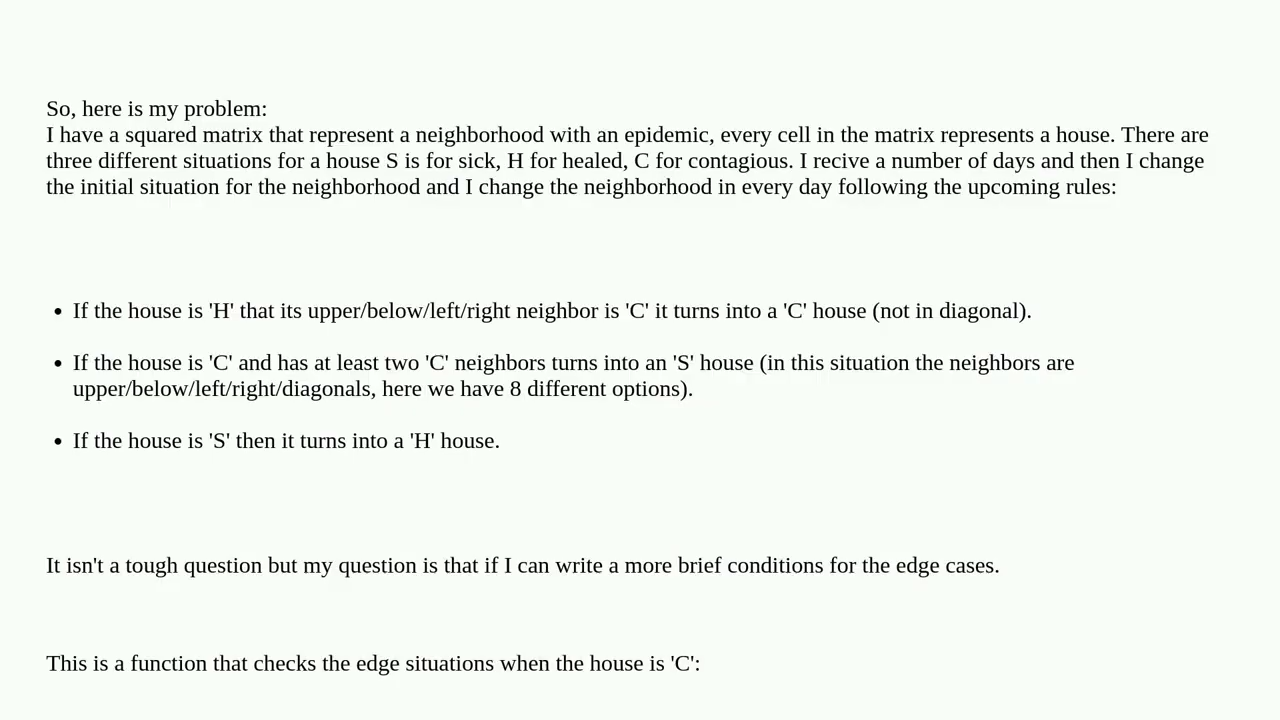 So, here is my problem:
I have a squared matrix that represent a neighborhood with an epidemic, every cell in the matrix represents a house. There are
three different situations for a house S is for sick, H for healed, C for contagious. I recive a number of days and then I change
the initial situation for the neighborhood and I change the neighborhood in every day following the upcoming rules:
• If the house is 'H' that its upper/below/left/right neighbor is 'C' it turns into a 'C' house (not in diagonal).
• If the house is 'C' and has at least two 'C' neighbors turns into an 'S' house (in this situation the neighbors are
upper/below/left/right/diagonals, here we have 8 different options).
• If the house is 'S' then it turns into a 'H' house.
It isn't a tough question but my question is that if I can write a more brief conditions for the edge cases.
This is a function that checks the edge situations when the house is 'C':